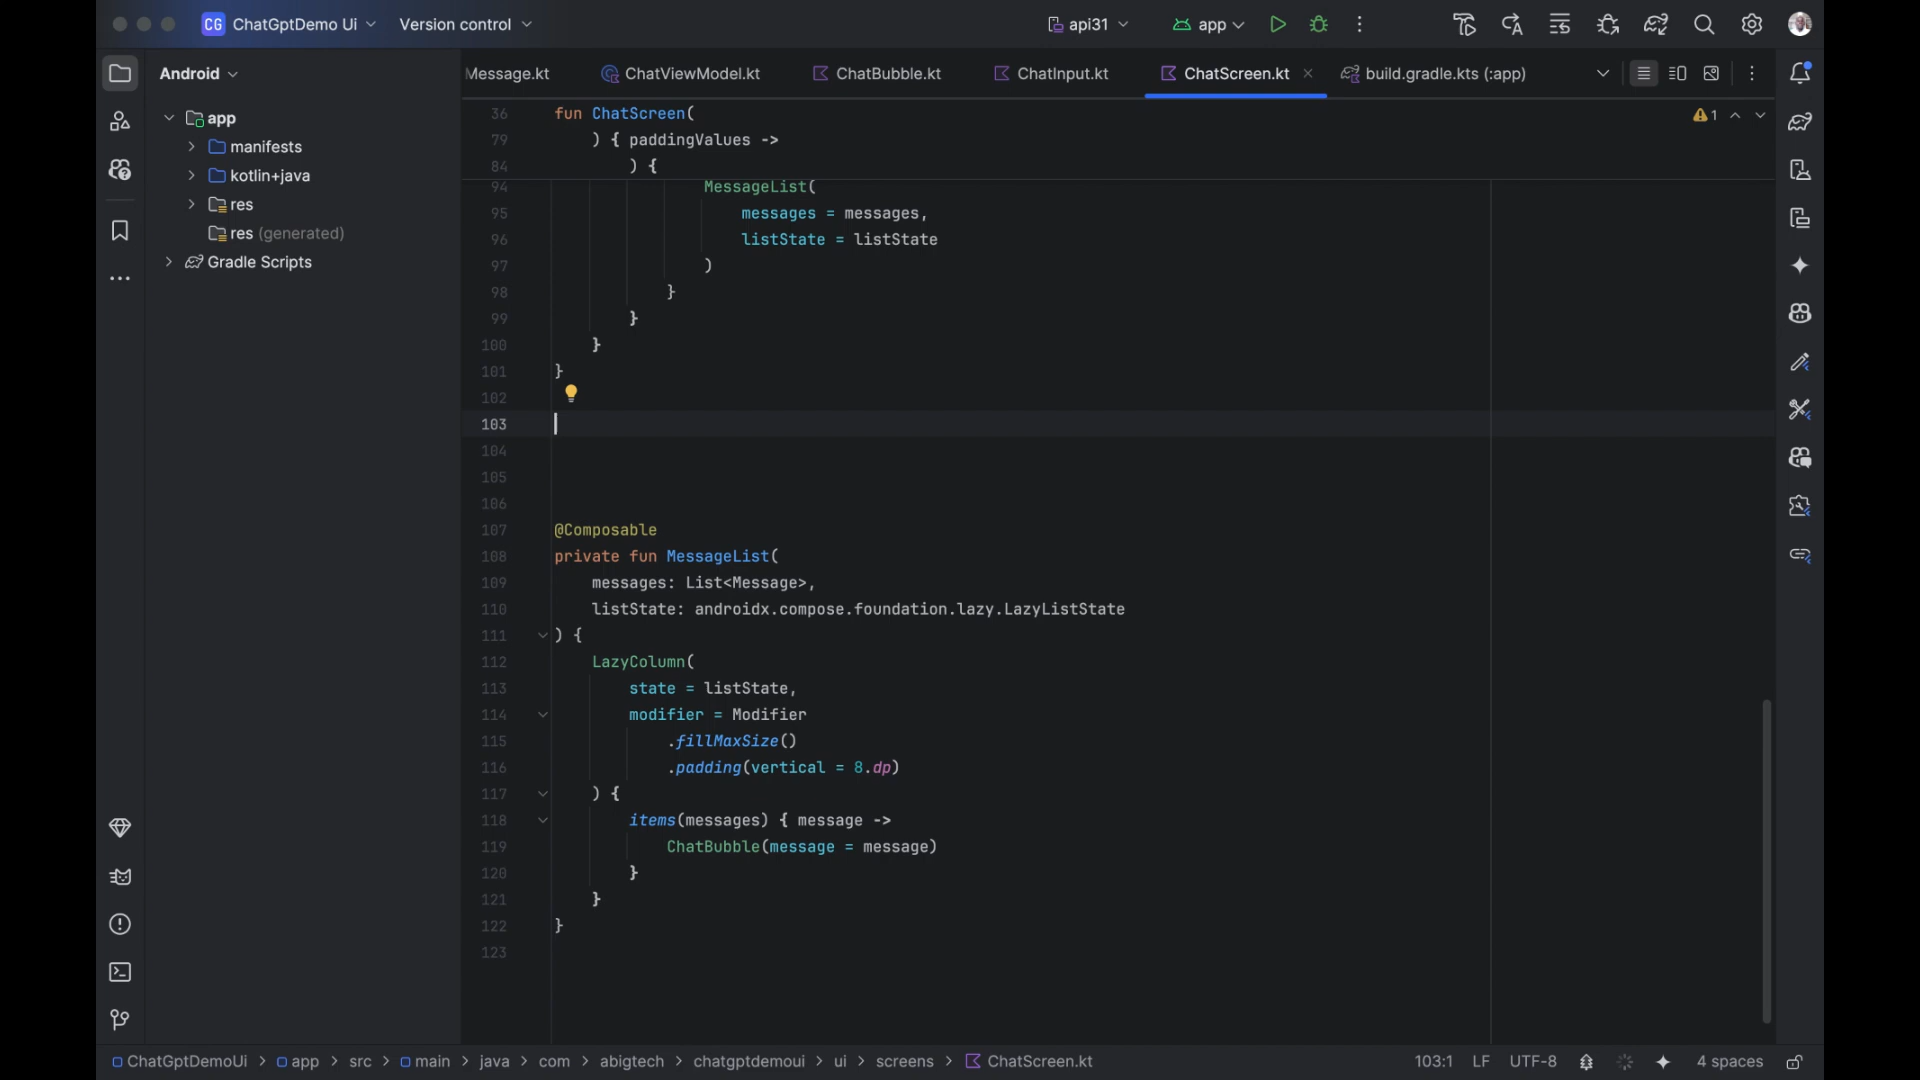 CG ChatGptDemo Ui Version control api31 app
Android
Message.kt ChatViewModel.kt ChatBubble.kt ChatInput.kt ChatScreen.kt build.gradle.kts (:app)
app
manifests
kotlin+java
res
res (generated)
Gradle Scripts
1
36 fun ChatScreen(
79 ) { paddingValues ->
84 ) {
94 MessageList(
95 messages = messages,
96 listState = listState
97 )
98 }
99 }
100 }
101 }
102
103
104
105
106
107 @Composable
108 private fun MessageList(
109 messages: List<Message>,
110 listState: androidx.compose.foundation.lazy.LazyListState
111 ) {
112 LazyColumn(
113 state = listState,
114 modifier = Modifier
115 .fillMaxSize()
116 .padding(vertical = 8.dp)
117 ) {
118 items(messages) { message ->
119 ChatBubble(message = message)
120 }
121 }
122 }
123
ChatGptDemoUi > app > src > main > java > com > abigtech > chatgptdemoui > ui > screens > ChatScreen.kt 103:1 LF UTF-8 4 spaces